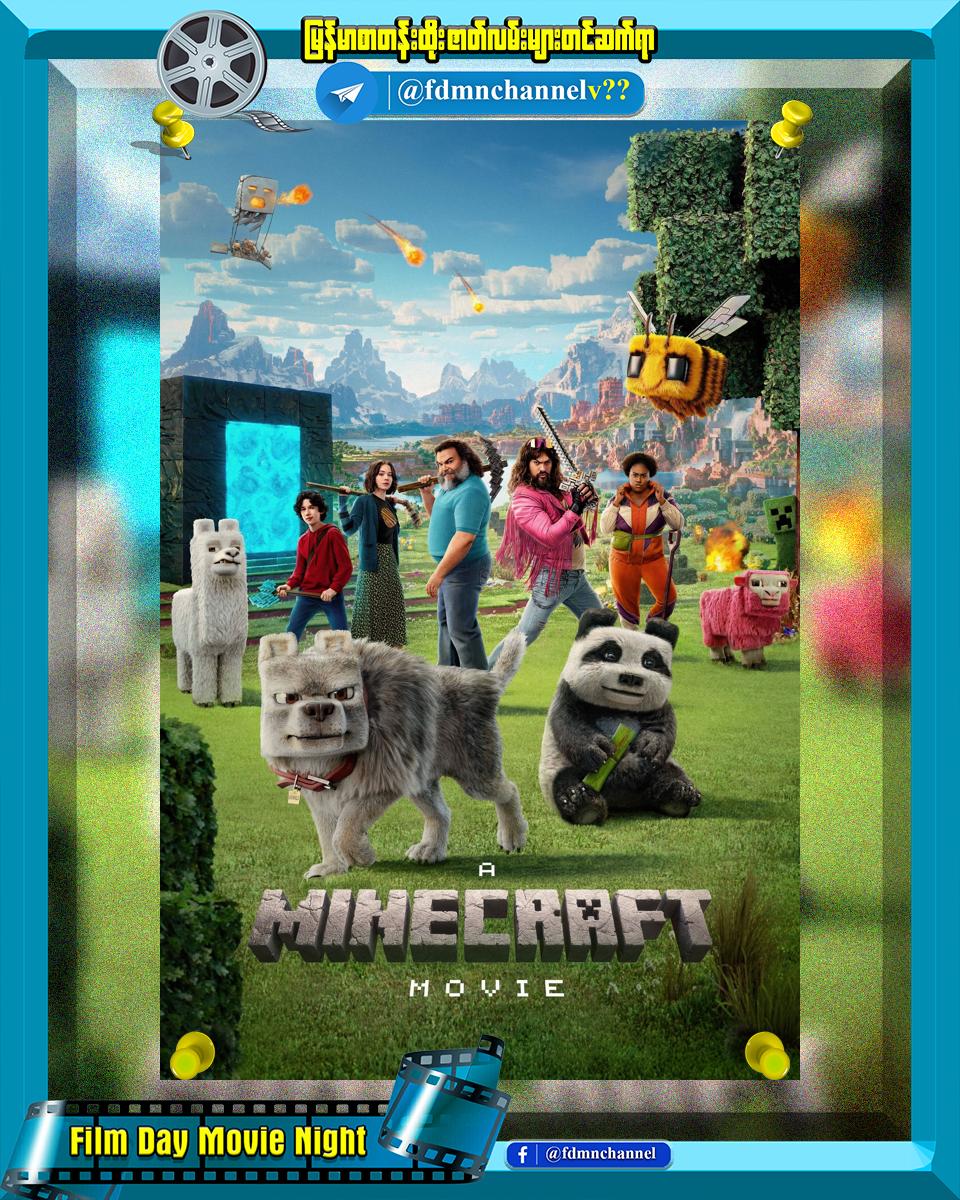 မြန်မာစာတန်းထိုးဇာတ်လမ်းများတင်ဆက်ရာ
@fdmnchannelv??
A
MINECRAFT
MOVIE
Film Day Movie Night
@fdmnchannel